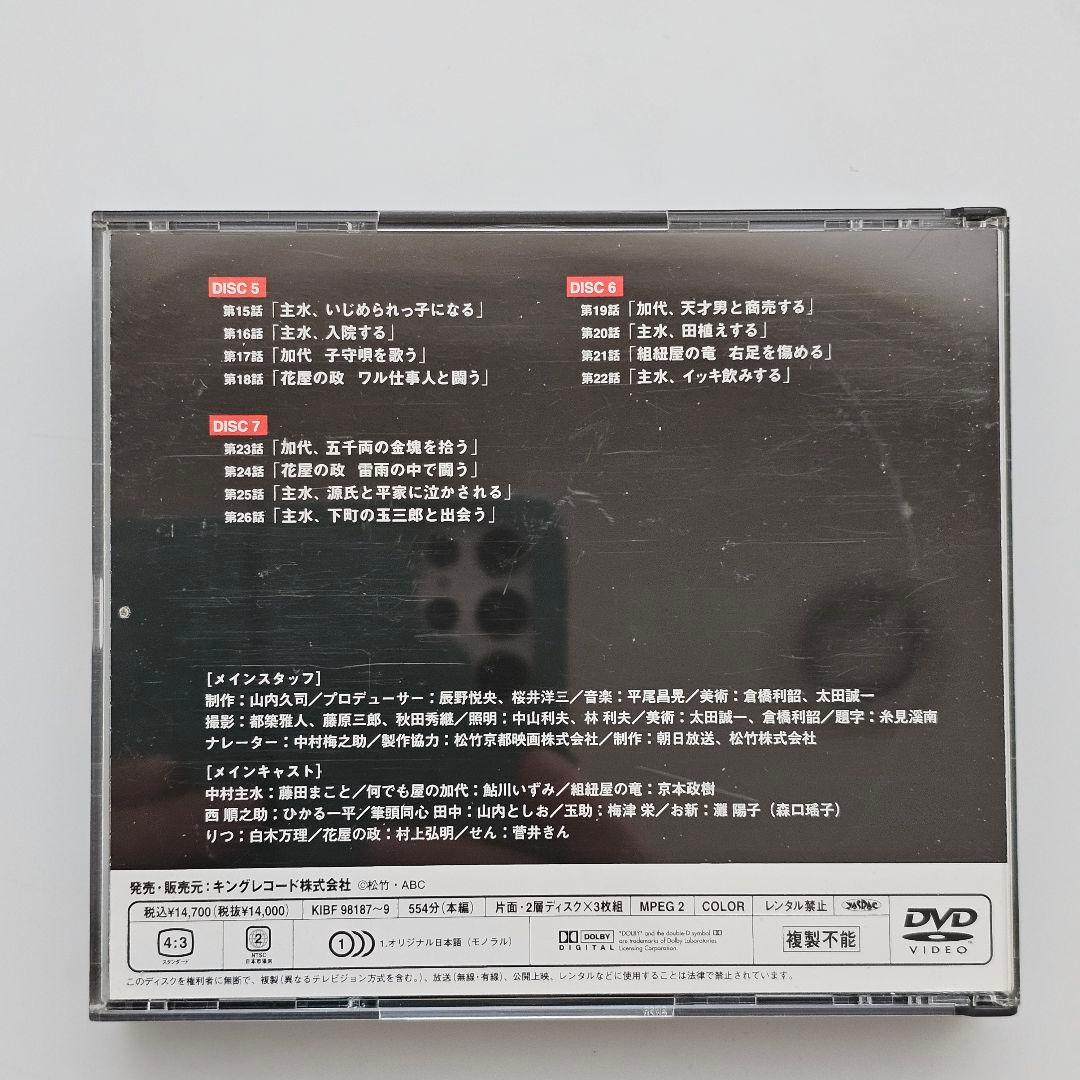 DISC 5
第15話「主水、いじめられっ子になる」
第16話「主水、入院する」
第17話「加代 子守唄を歌う」
第18話「花屋の政 ワル仕事人と闘う」
DISC 6
第19話「加代、天才男と商売する」
第20話「主水、田植えする」
第21話「組紐屋の竜 右足を傷める」
第22話「主水、イッキ飲みする」
DISC 7
第23話「加代、五千両の金塊を拾う」
第24話「花屋の政 雷雨の中で闘う」
第25話「主水、源氏と平家に泣かされる」
第26話「主水、下町の玉三郎と出会う」
[メインスタッフ]
制作：山内久司／プロデューサー：辰野悦央、桜井洋三／音楽：平尾昌晃／美術：倉橋利韶、太田誠一
撮影：都築雅人、藤原三郎、秋田秀継／照明：中山利夫、林 利夫／美術：太田誠一、倉橋利韶／題字：糸見溪南
ナレーター：中村梅之助／製作協力：松竹京都映画株式会社／制作：朝日放送、松竹株式会社
[メインキャスト]
中村主水：藤田まこと／何でも屋の加代：鮎川いずみ／組紐屋の竜：京本政樹
西 順之助：ひかる一平／筆頭同心 田中：山内としお／玉助：梅津 栄／お新：灘 陽子（森口瑤子）
りつ：白木万理／花屋の政：村上弘明／せん：菅井きん
発売・販売元：キングレコード株式会社 ©松竹・ABC
税込¥14,700（税抜¥14,000） KIBF 98187～9 554分（本編） 片面・2層ディスク×3枚組 MPEG 2 COLOR レンタル禁止 JASRAC
4:3 スタンダード
2 NTSC 日本市場向
1 1.オリジナル日本語（モノラル）
DOLBY DIGITAL
"DOLBY" and the double-D symbol
are trademarks of Dolby Laboratories
Licensing Corporation.
複製不能
DVD VIDEO
このディスクを権利者に無断で、複製（異なるテレビジョン方式を含む。）、放送（無線・有線）、公開上映、レンタルなどに使用することは法律で禁止されています。